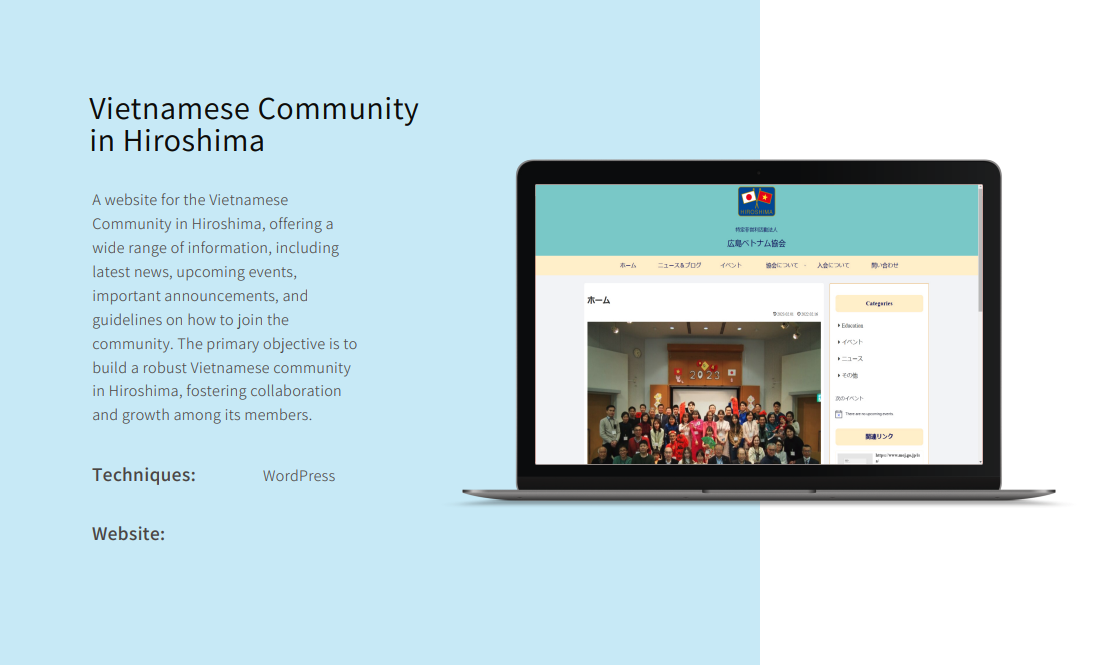 Vietnamese Community
in Hiroshima
A website for the Vietnamese
Community in Hiroshima, offering a
wide range of information, including
latest news, upcoming events,
important announcements, and
guidelines on how to join the
community. The primary objective is to
build a robust Vietnamese community
in Hiroshima, fostering collaboration
and growth among its members.
Techniques: WordPress
Website:
HIROSHIMA
特定非営利活動法人
広島ベトナム協会
ホーム ニュース&ブログ イベント 協会について 入会について 問い合わせ
ホーム
2023
Categories
Education
イベント
ニュース
その他
次のイベント
There are no upcoming events.
関連リンク